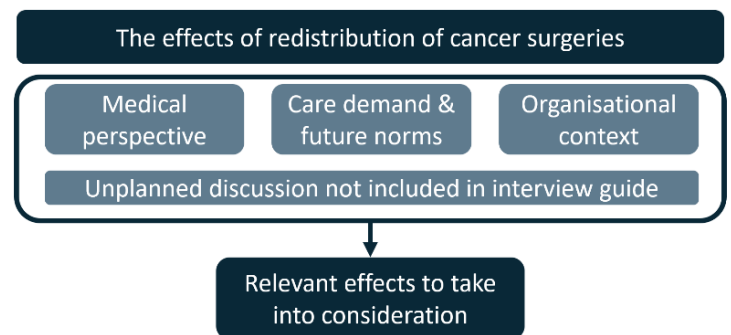 The effects of redistribution of cancer surgeries
Medical
perspective
Care demand &
future norms
Organisational
context
Unplanned discussion not included in interview guide
Relevant effects to take
into consideration